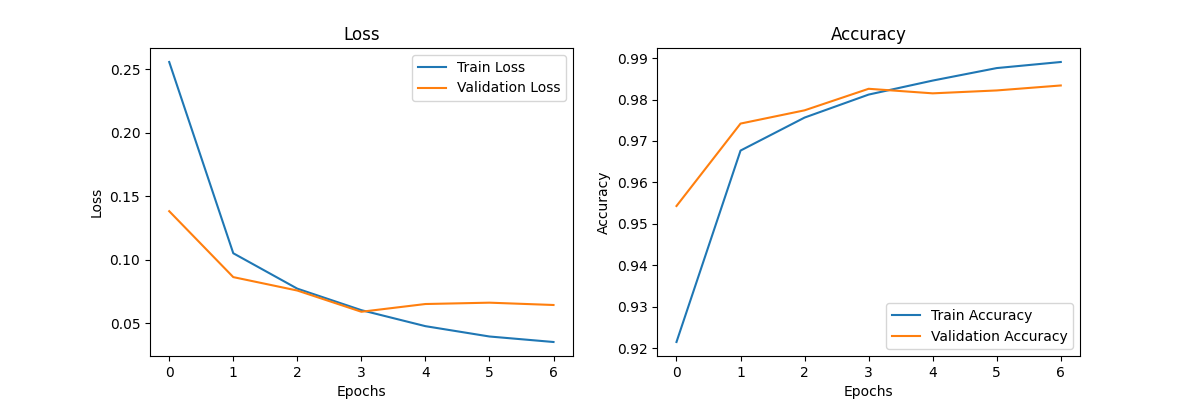 Loss
Train Loss
Validation Loss
0.25
0.20
0.15
0.10
0.05
Loss
0 1 2 3 4 5 6
Epochs
Accuracy
0.99
0.98
0.97
0.96
0.95
0.94
0.93
0.92
Accuracy
Train Accuracy
Validation Accuracy
0 1 2 3 4 5 6
Epochs